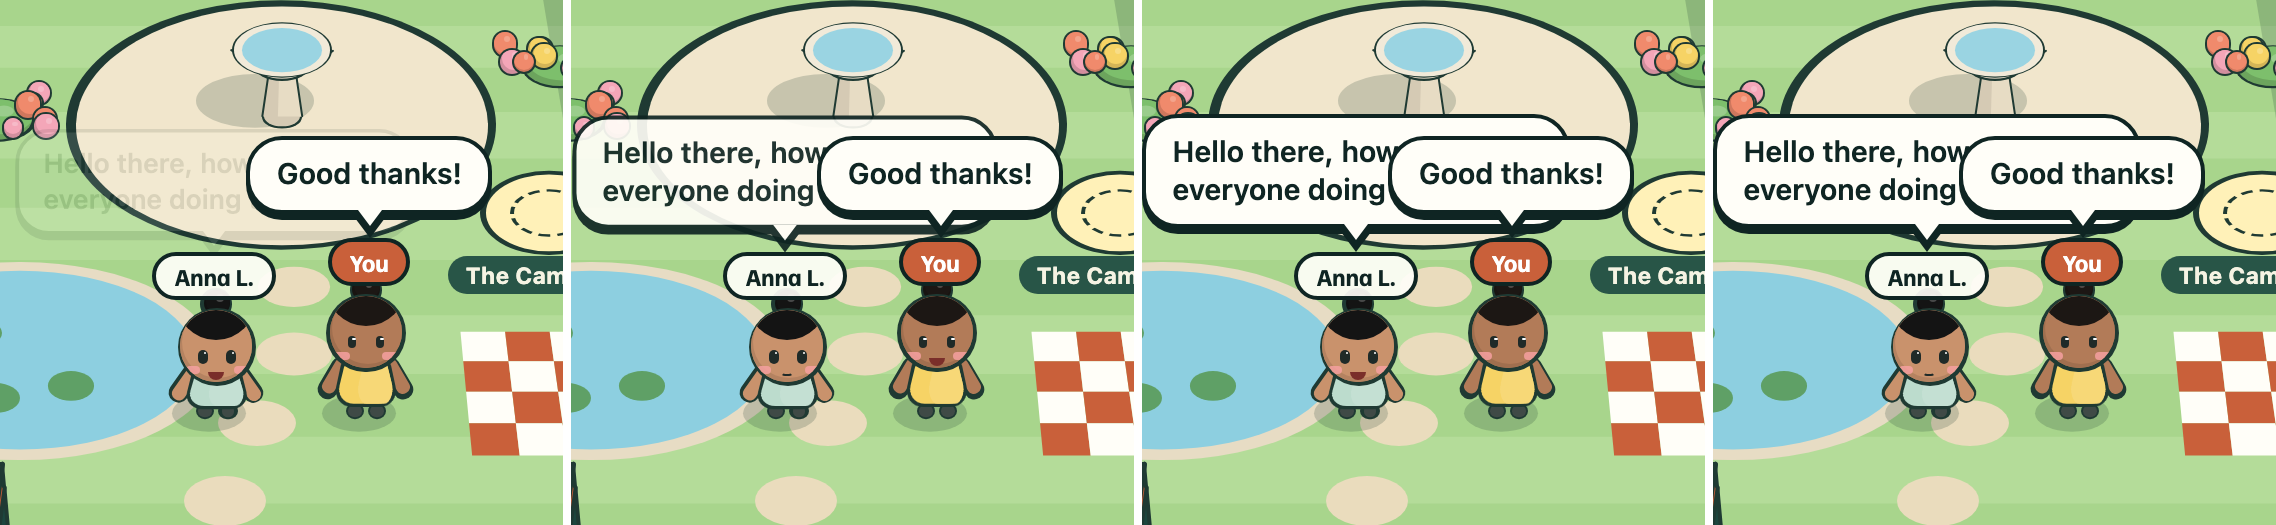 Hello there, how
everyone doing
Good thanks!
Anna L.
You
The Cam
Hello there, how
everyone doing
Good thanks!
Anna L.
You
The Cam
Hello there, how
everyone doing
Good thanks!
Anna L.
You
The Cam
Hello there, how
everyone doing
Good thanks!
Anna L.
You
The Cam